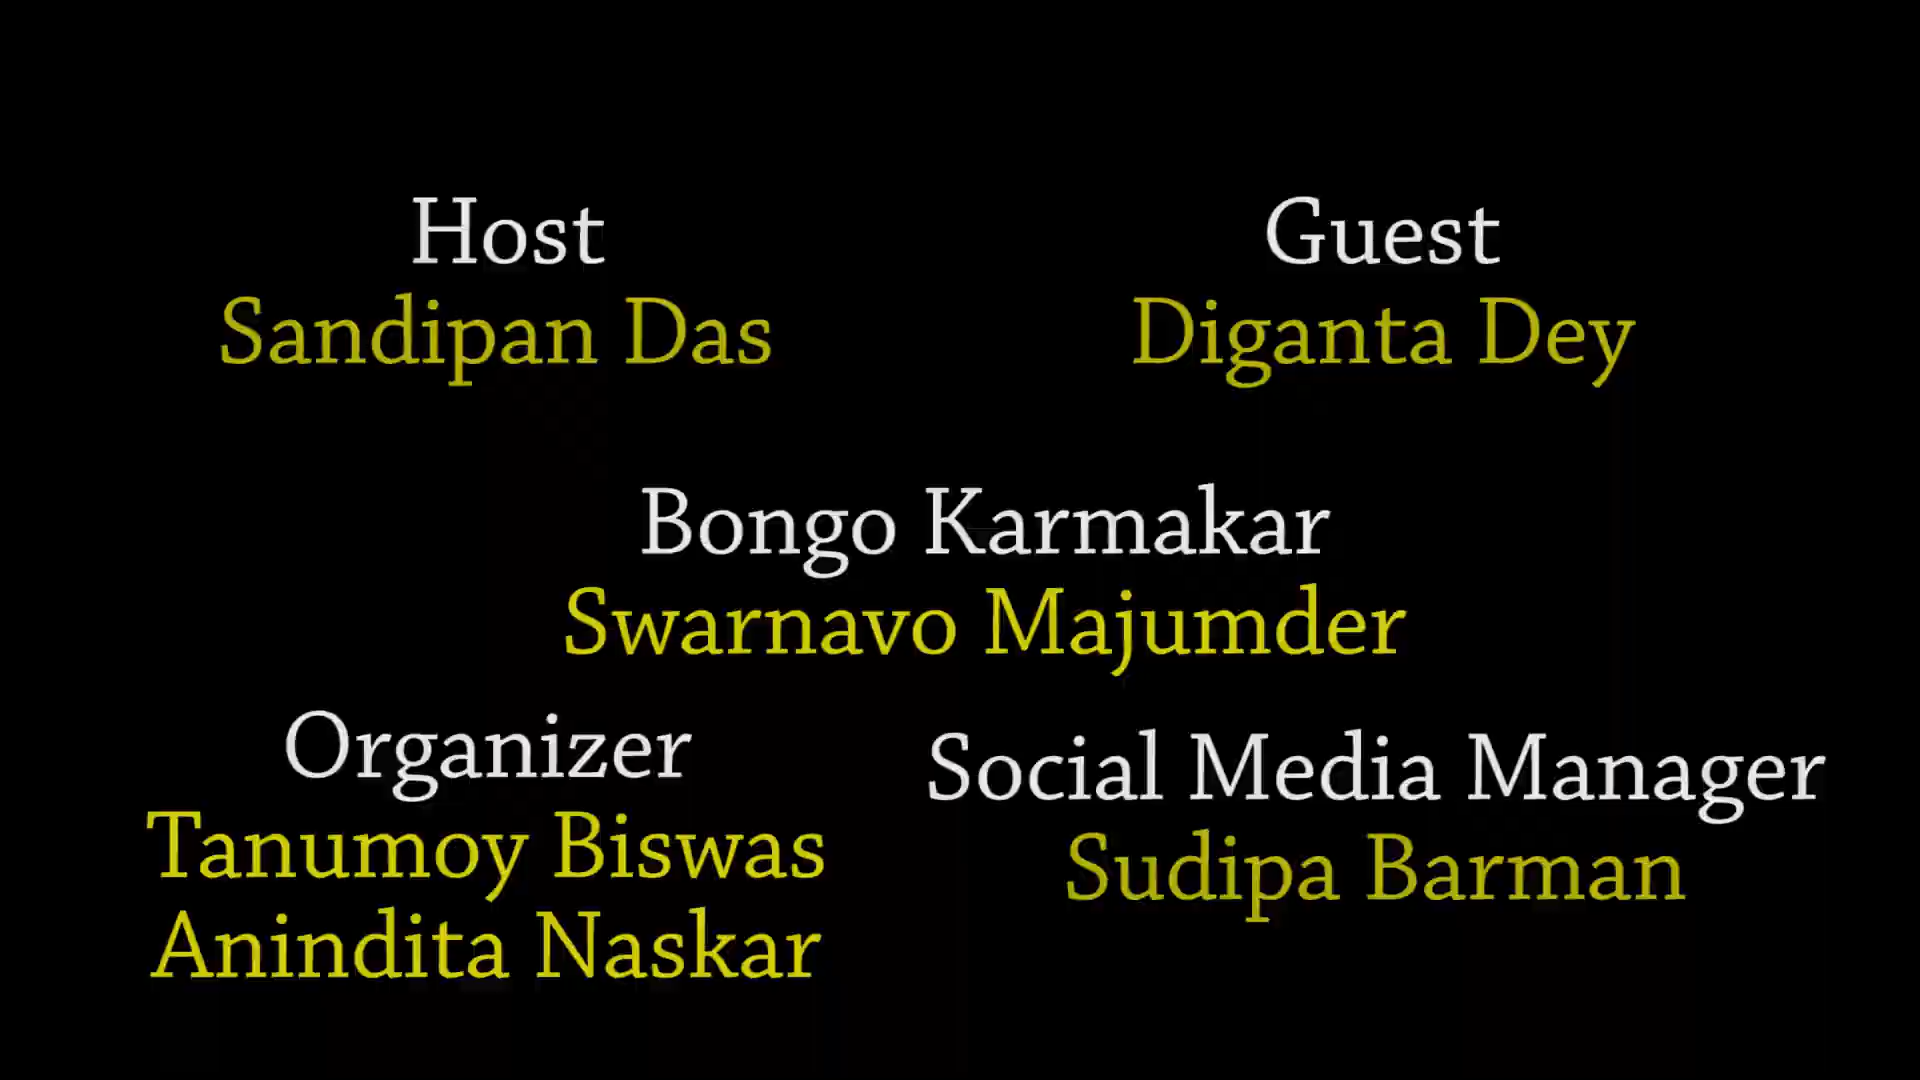 Host
Sandipan Das
Guest
Diganta Dey
Bongo Karmakar
Swarnavo Majumder
Organizer
Tanumoy Biswas
Anindita Naskar
Social Media Manager
Sudipa Barman